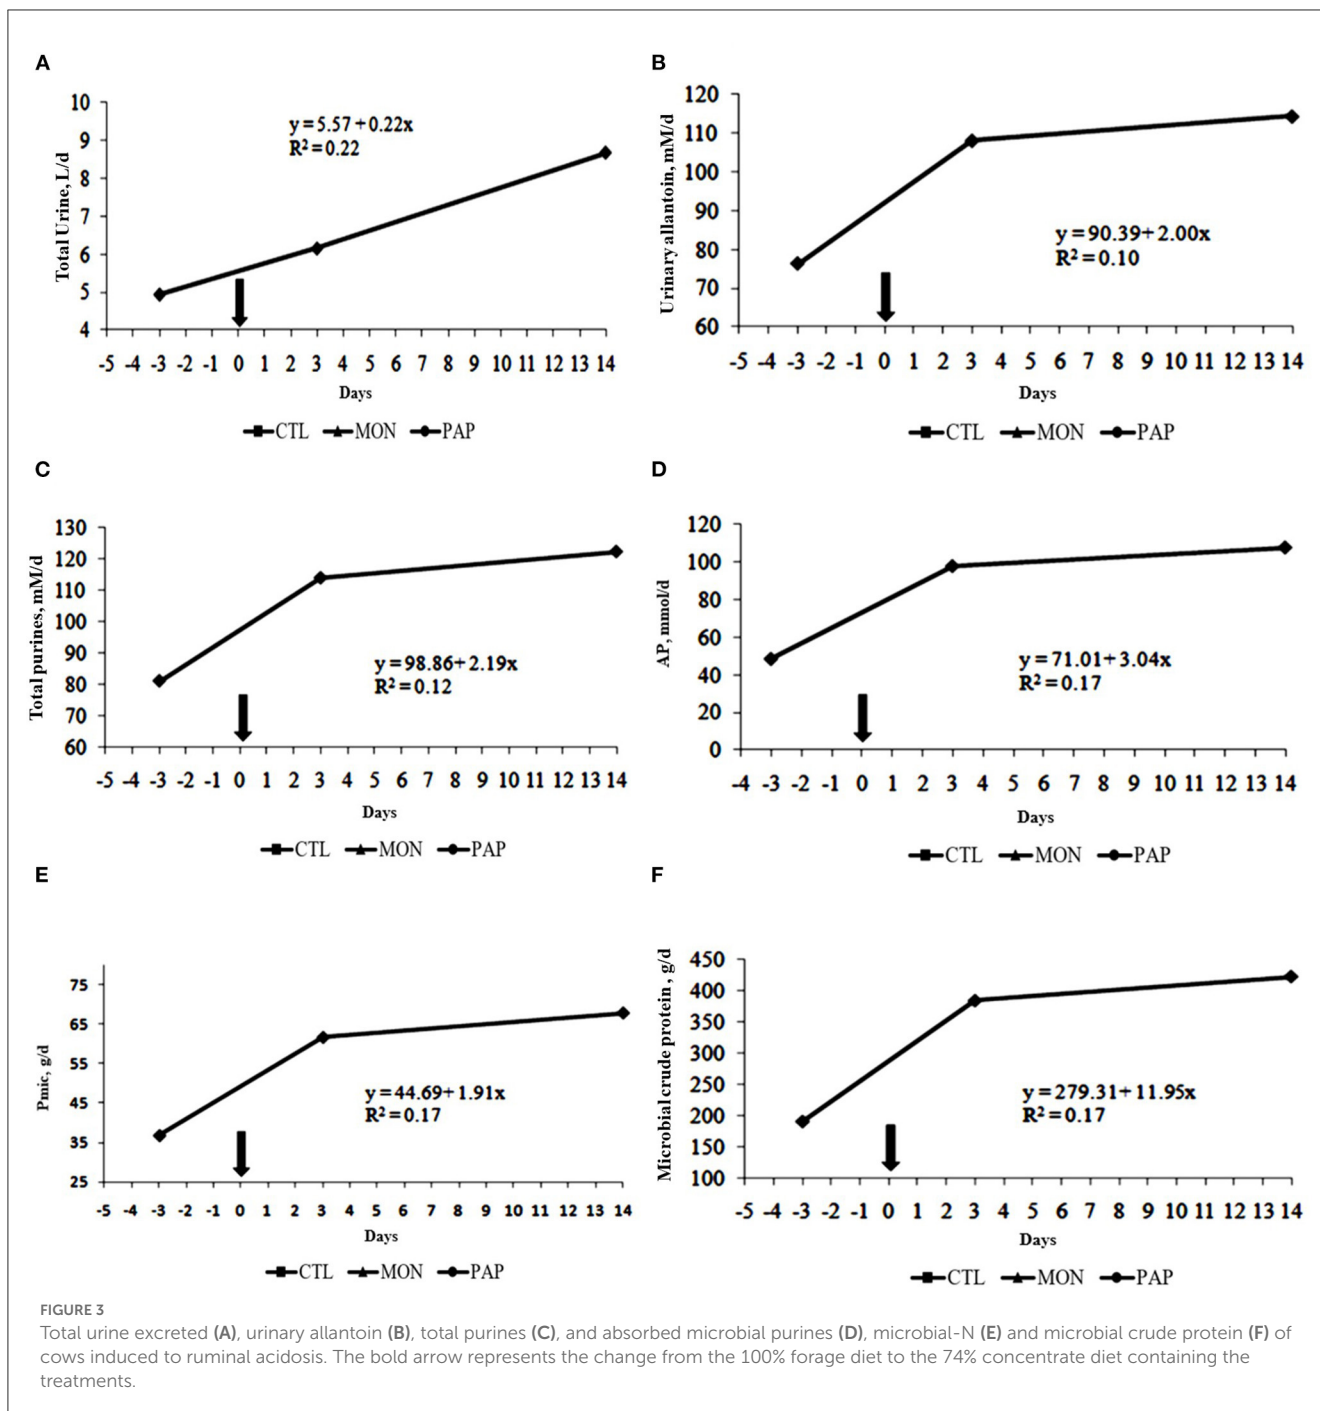 A
Total Urine, L/d
10
9
8
7
6
5
4
y = 5.57 + 0.22x
R² = 0.22
-5 -4 -3 -2 -1 0 1 2 3 4 5 6 7 8 9 10 11 12 13 14
Days
CTL MON PAP
B
Urinary allantoin, mM/d
120
110
100
90
80
70
60
y = 90.39 + 2.00x
R² = 0.10
-5 -4 -3 -2 -1 0 1 2 3 4 5 6 7 8 9 10 11 12 13 14
Days
CTL MON PAP
C
Total purines, mM/d
130
120
110
100
90
80
70
60
y = 98.86 + 2.19x
R² = 0.12
-5 -4 -3 -2 -1 0 1 2 3 4 5 6 7 8 9 10 11 12 13 14
Days
CTL MON PAP
D
AP, mmol/d
120
100
80
60
40
20
0
y = 71.01 + 3.04x
R² = 0.17
-4 -3 -2 -1 0 1 2 3 4 5 6 7 8 9 10 11 12 13 14
Days
CTL MON PAP
E
Pmic, g/d
75
65
55
45
35
25
y = 44.69 + 1.91x
R² = 0.17
-5 -4 -3 -2 -1 0 1 2 3 4 5 6 7 8 9 10 11 12 13 14
Days
CTL MON PAP
F
Microbial crude protein , g/d
450
400
350
300
250
200
150
100
y = 279.31 + 11.95x
R² = 0.17
-5 -4 -3 -2 -1 0 1 2 3 4 5 6 7 8 9 10 11 12 13 14
Days
CTL MON PAP
FIGURE 3
Total urine excreted (A), urinary allantoin (B), total purines (C), and absorbed microbial purines (D), microbial-N (E) and microbial crude protein (F) of
cows induced to ruminal acidosis. The bold arrow represents the change from the 100% forage diet to the 74% concentrate diet containing the
treatments.